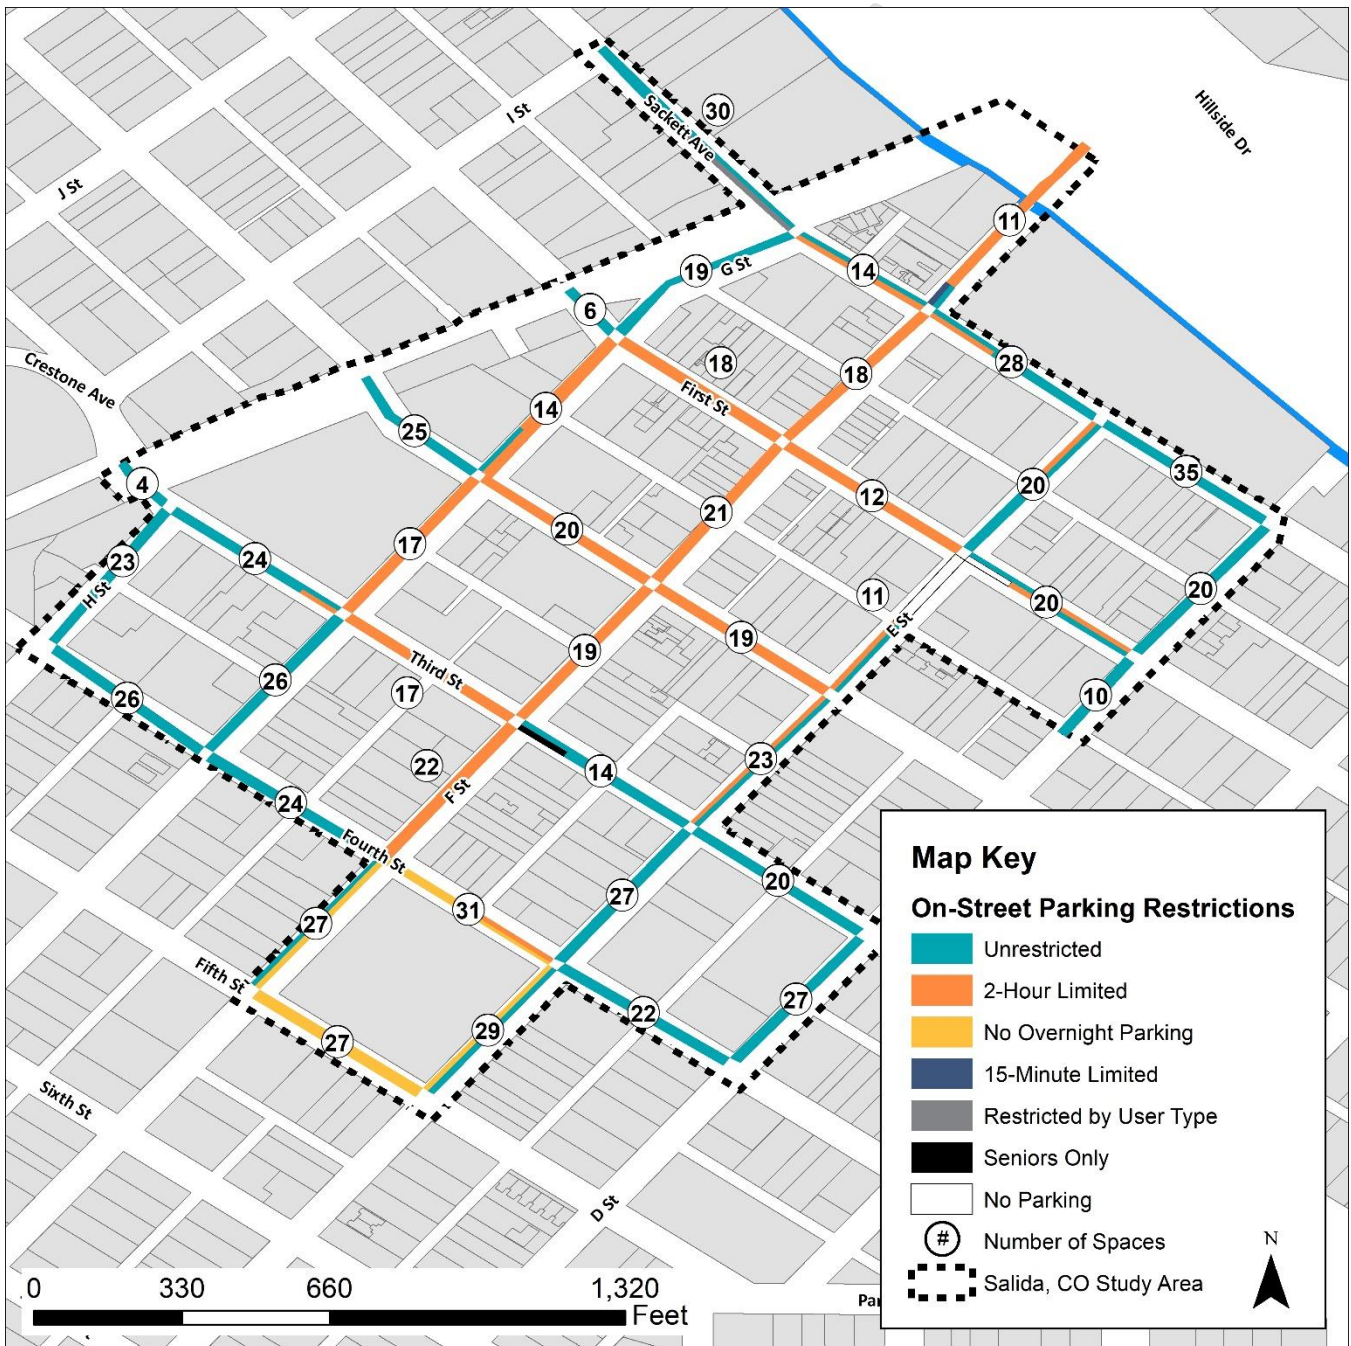 30
Hillside Dr
I St
Sackett Ave
J St
11
19
G St
14
6
Crestone Ave
18
18
28
First St
14
25
35
4
20
12
21
20
17
24
23
20
20
11
H St
E St
19
19
Third St
26
17
26
10
22
23
14
F St
24
Fourth St
20
27
31
27
Fifth St
27
22
29
27
Sixth St
D St
Map Key
On-Street Parking Restrictions
Unrestricted
2-Hour Limited
No Overnight Parking
15-Minute Limited
Restricted by User Type
Seniors Only
No Parking
# Number of Spaces
Salida, CO Study Area
N
0 330 660 1,320
Feet
Par